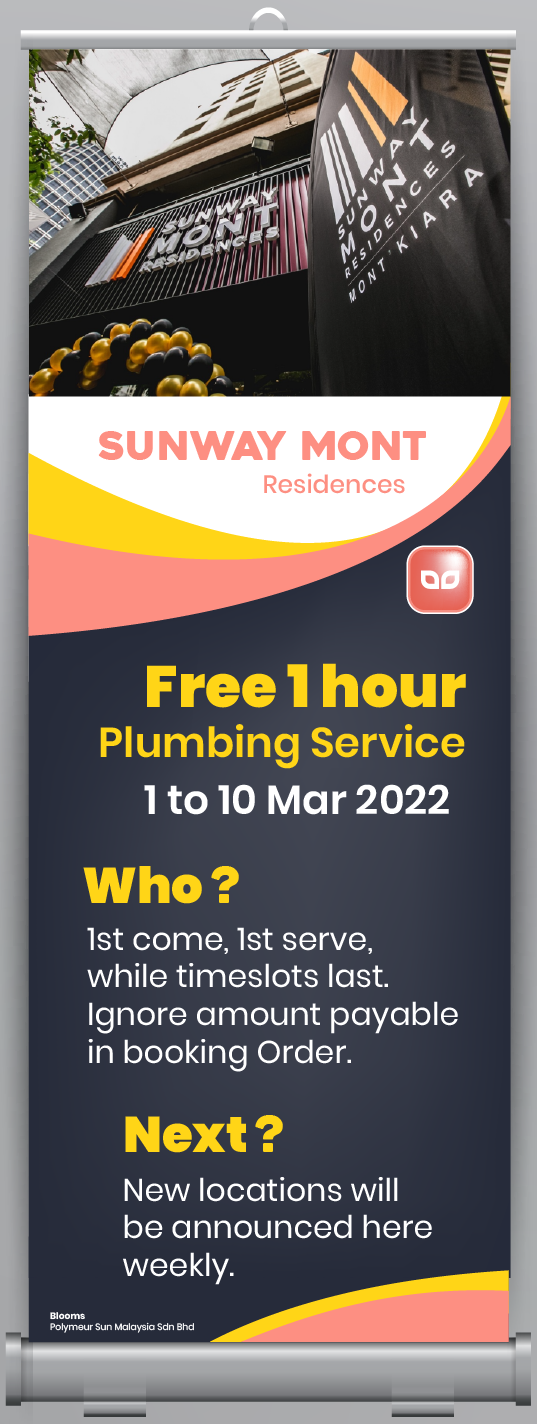 SUNWAY
MONT
RESIDENCES
SUNWAY
MONT
RESIDENCES
MONT' KIARA
SUNWAY MONT
Residences
Free 1 hour
Plumbing Service
1 to 10 Mar 2022
Who ?
1st come, 1st serve,
while timeslots last.
Ignore amount payable
in booking Order.
Next ?
New locations will
be announced here
weekly.
Blooms
Polymeur Sun Malaysia Sdn Bhd